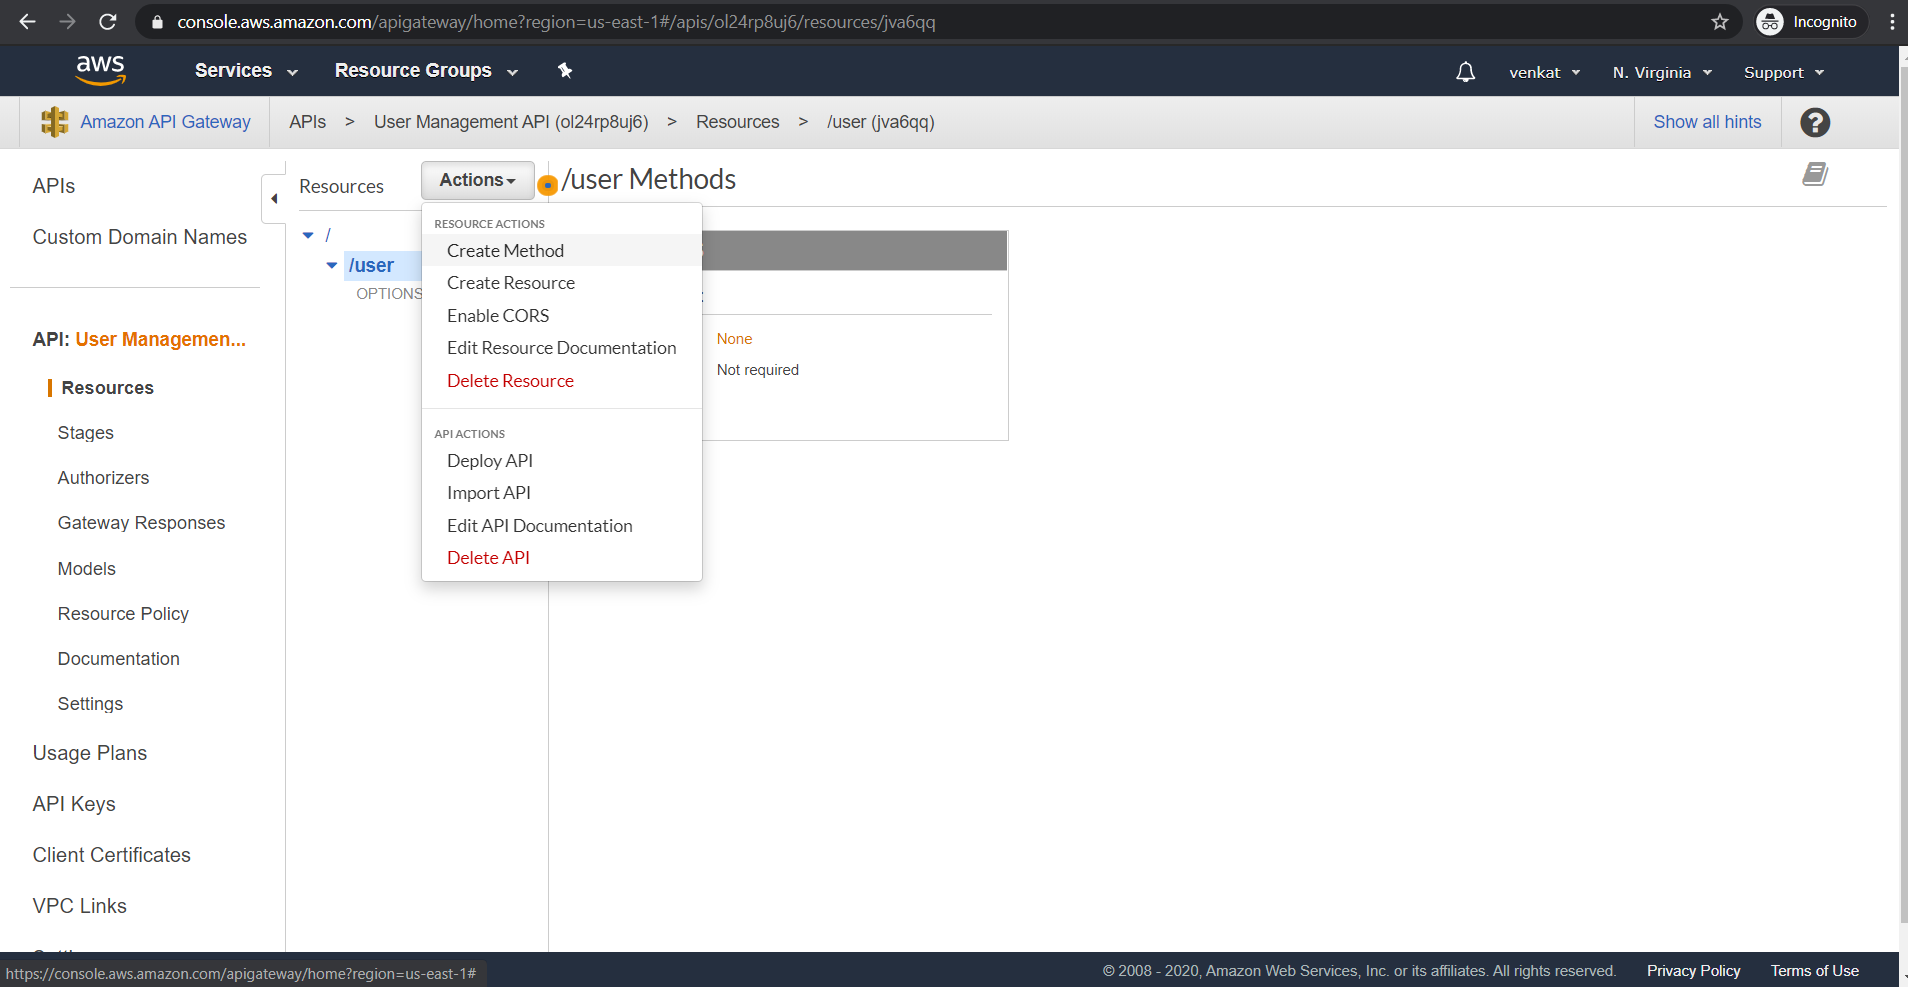 console.aws.amazon.com/apigateway/home?region=us-east-1#/apis/ol24rp8uj6/resources/jva6qq
Incognito
aws
Services
Resource Groups
venkat
N. Virginia
Support
Amazon API Gateway
APIs > User Management API (ol24rp8uj6) > Resources > /user (jva6qq)
Show all hints
?
APIs
Custom Domain Names
API: User Managemen...
Resources
Stages
Authorizers
Gateway Responses
Models
Resource Policy
Documentation
Settings
Usage Plans
API Keys
Client Certificates
VPC Links
Resources
Actions
/
/user
OPTIONS
RESOURCE ACTIONS
Create Method
Create Resource
Enable CORS
Edit Resource Documentation
Delete Resource
API ACTIONS
Deploy API
Import API
Edit API Documentation
Delete API
/user Methods
None
Not required
https://console.aws.amazon.com/apigateway/home?region=us-east-1#
© 2008 - 2020, Amazon Web Services, Inc. or its affiliates. All rights reserved.
Privacy Policy
Terms of Use